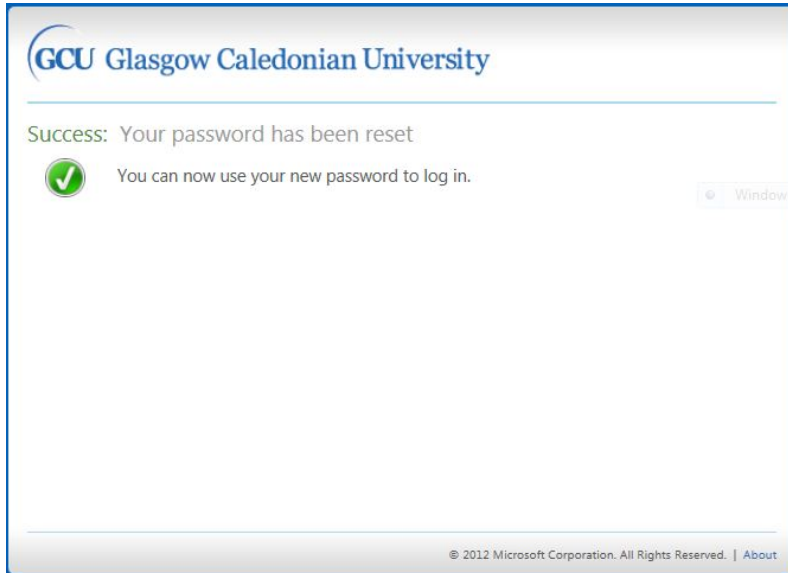 GCU Glasgow Caledonian University
Success: Your password has been reset
You can now use your new password to log in.
Window
© 2012 Microsoft Corporation. All Rights Reserved. | About